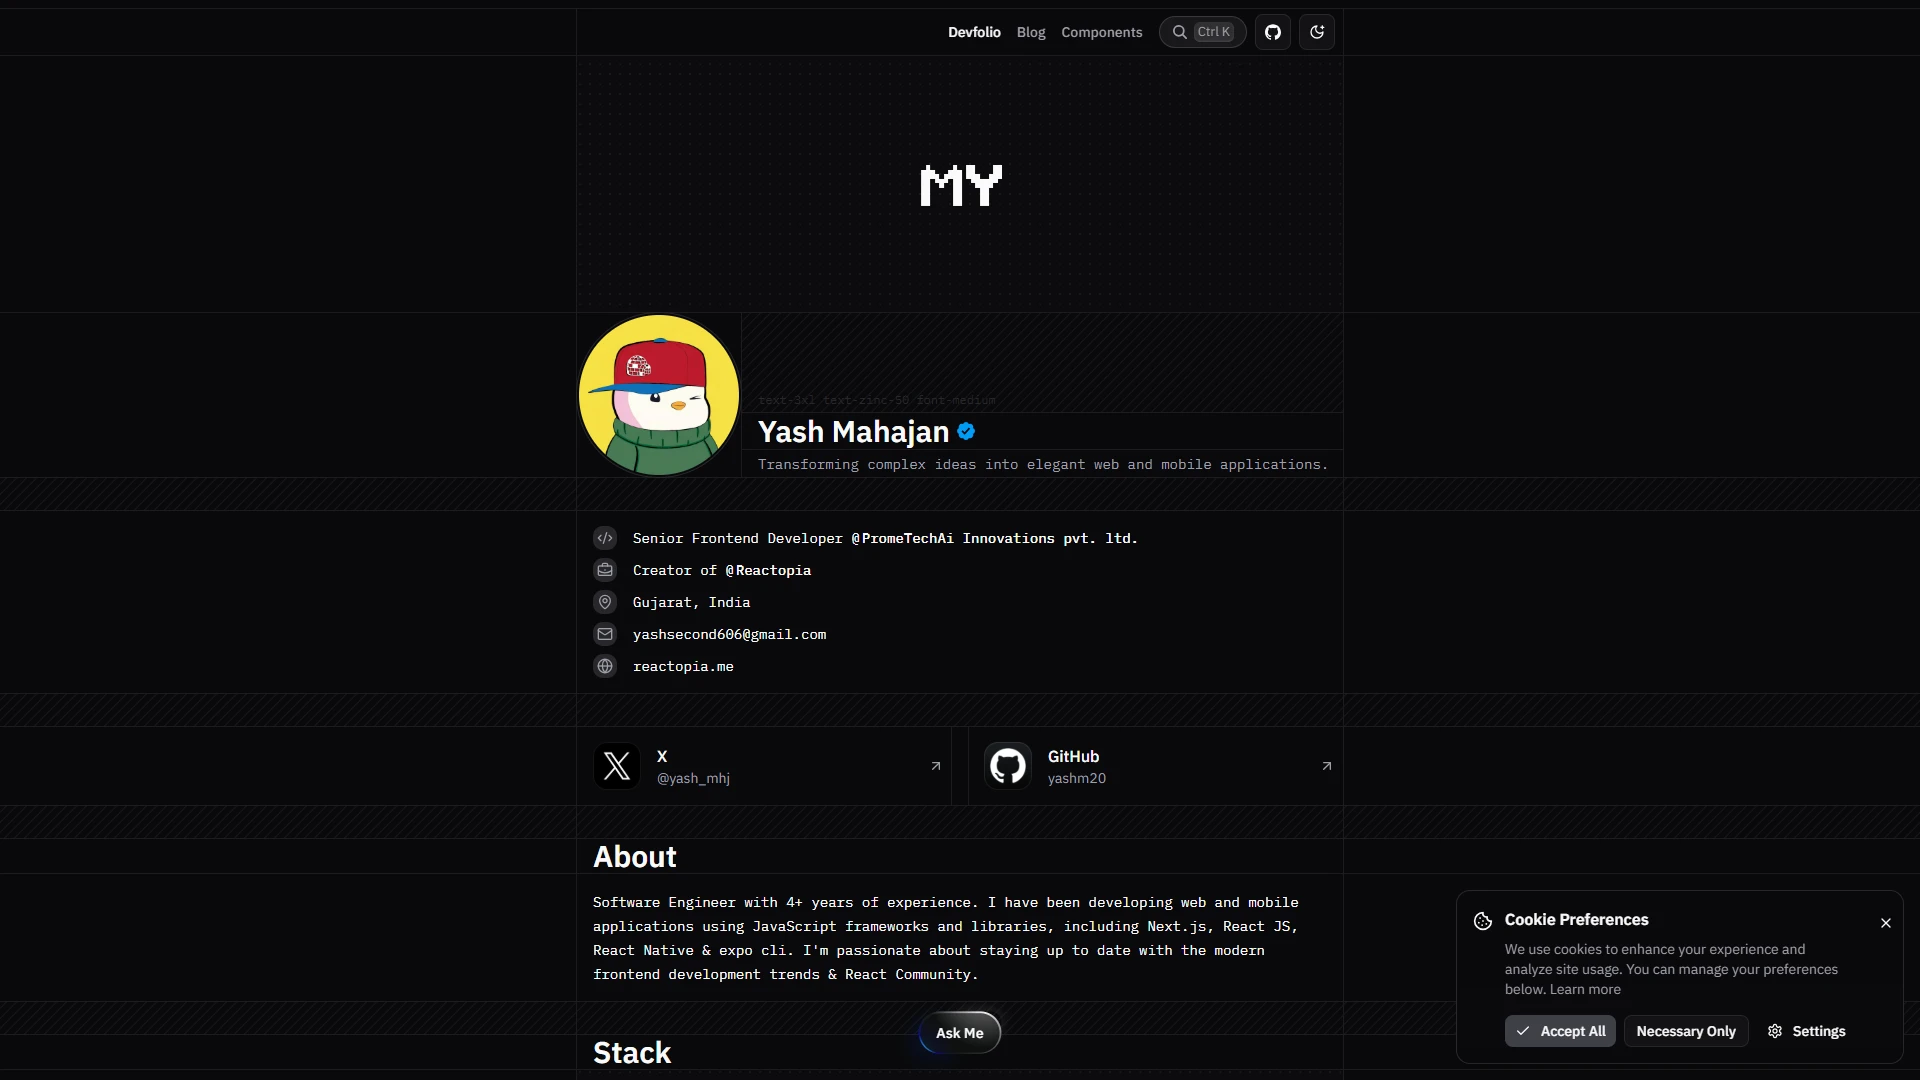 Devfolio Blog Components Ctrl K
MY
text-3xl text-zinc-50 font-medium
Yash Mahajan
Transforming complex ideas into elegant web and mobile applications.
Senior Frontend Developer @PromeTechAi Innovations pvt. ltd.
Creator of @Reactopia
Gujarat, India
yashsecond606@gmail.com
reactopia.me
X
@yash_mhj
GitHub
yashm20
About
Software Engineer with 4+ years of experience. I have been developing web and mobile
applications using JavaScript frameworks and libraries, including Next.js, React JS,
React Native & expo cli. I'm passionate about staying up to date with the modern
frontend development trends & React Community.
Ask Me
Stack
Cookie Preferences
We use cookies to enhance your experience and
analyze site usage. You can manage your preferences
below. Learn more
Accept All Necessary Only Settings